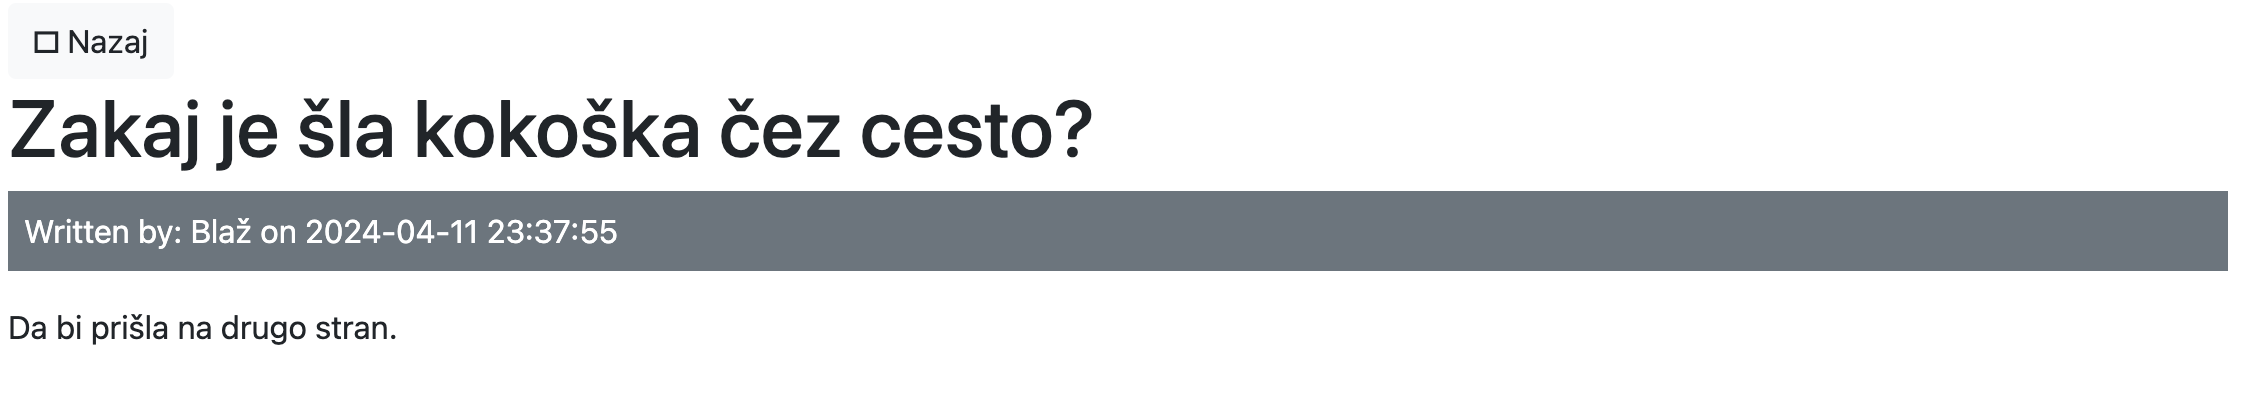 Nazaj
Zakaj je šla kokoška čez cesto?
Written by: Blaž on 2024-04-11 23:37:55
Da bi prišla na drugo stran.